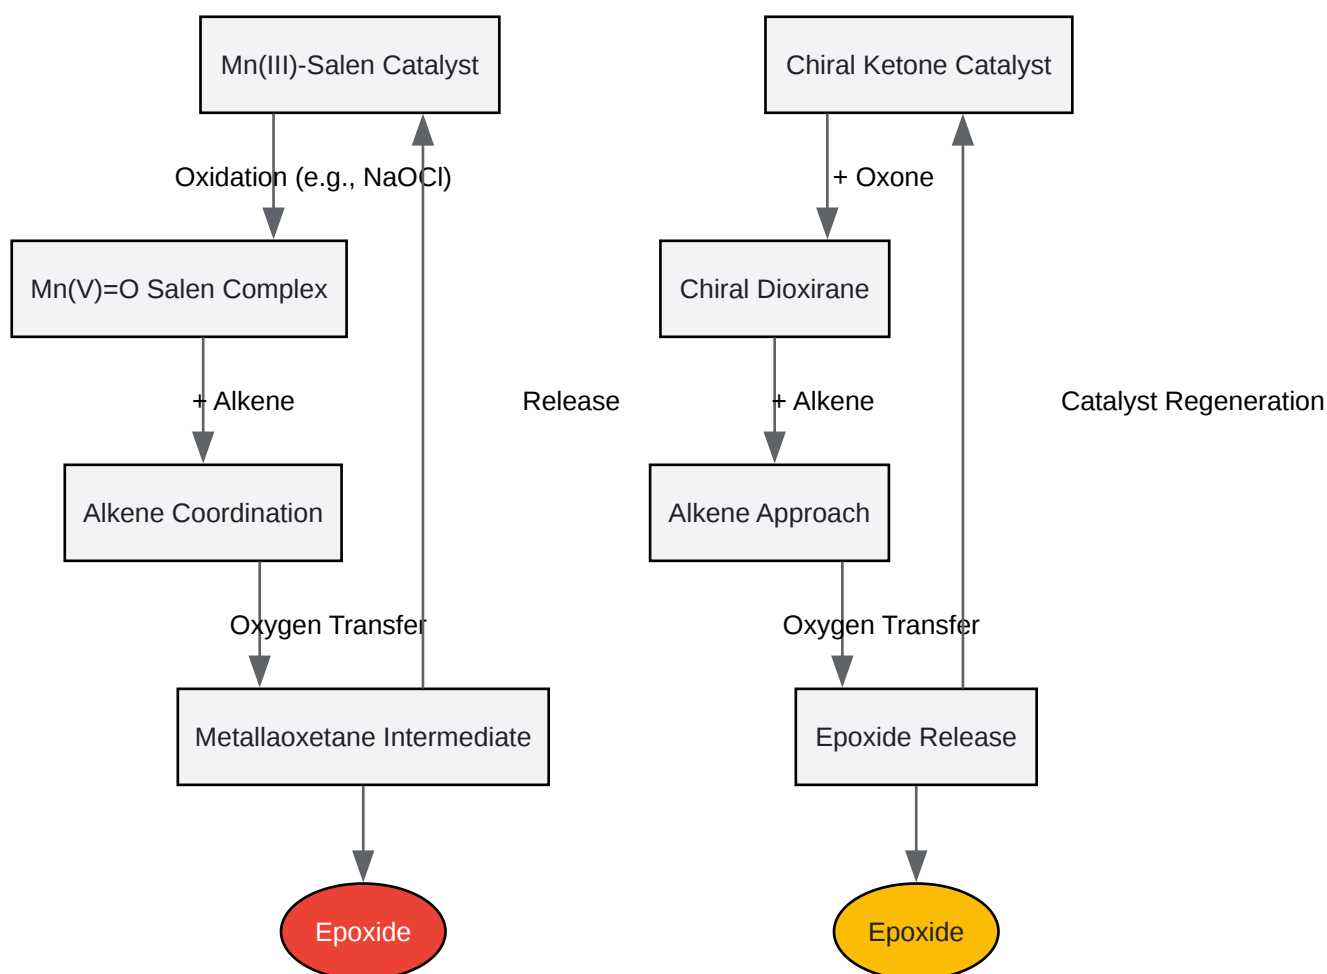 Mn(III)-Salen Catalyst
Oxidation (e.g., NaOCl)
Mn(V)=O Salen Complex
+ Alkene
Release
Alkene Coordination
Oxygen Transfer
Metallaoxetane Intermediate
Epoxide
Chiral Ketone Catalyst
+ Oxone
Chiral Dioxirane
+ Alkene
Catalyst Regeneration
Alkene Approach
Oxygen Transfer
Epoxide Release
Epoxide